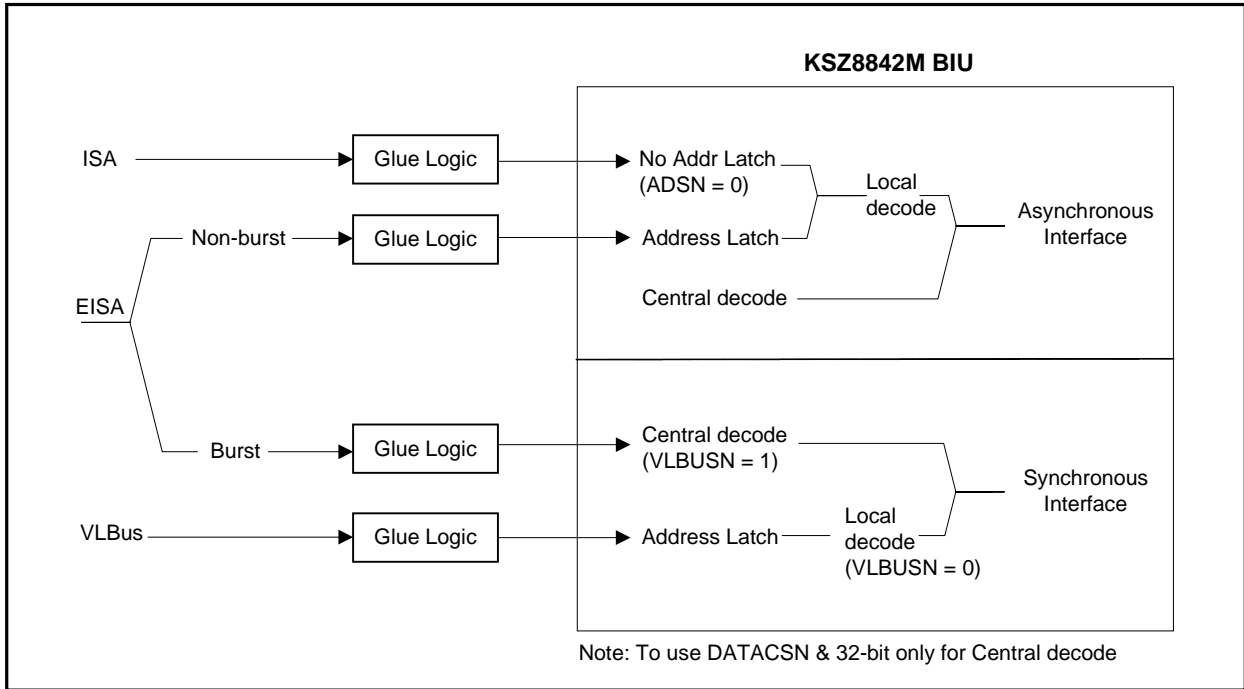 KSZ8842M BIU
ISA
Glue Logic
No Addr Latch
(ADSN = 0)
Local
decode
Asynchronous
Interface
Non-burst
Glue Logic
Address Latch
EISA
Central decode
Burst
Glue Logic
Central decode
(VLBUSN = 1)
Synchronous
Interface
VLBus
Glue Logic
Address Latch
Local
decode
(VLBUSN = 0)
Note: To use DATACSN & 32-bit only for Central decode